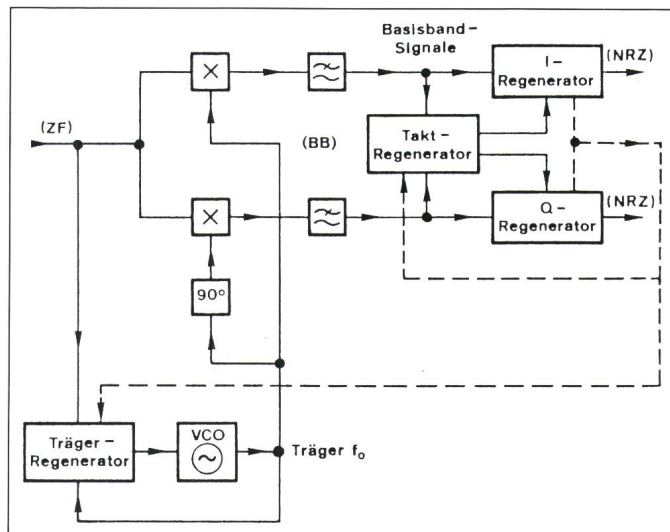 Basisband-
Signale
I-
Regenerator
(NRZ)
×
(ZF)
(BB)
Takt-
Regenerator
×
Q-
Regenerator
(NRZ)
90°
Träger-
Regenerator
VCO
~
Träger f₀